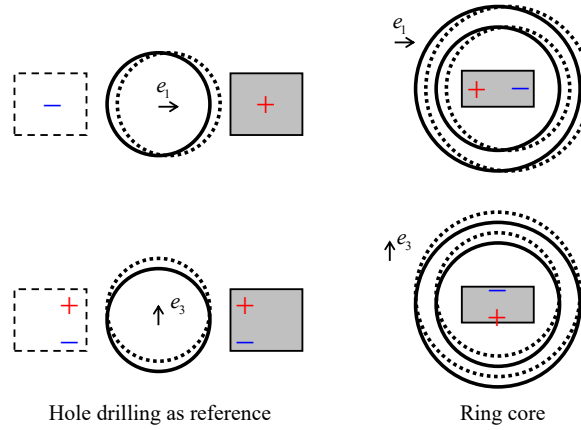 e₁
e₁
− + + −
e₃
e₃
+ + −
− − +
Hole drilling as reference Ring core